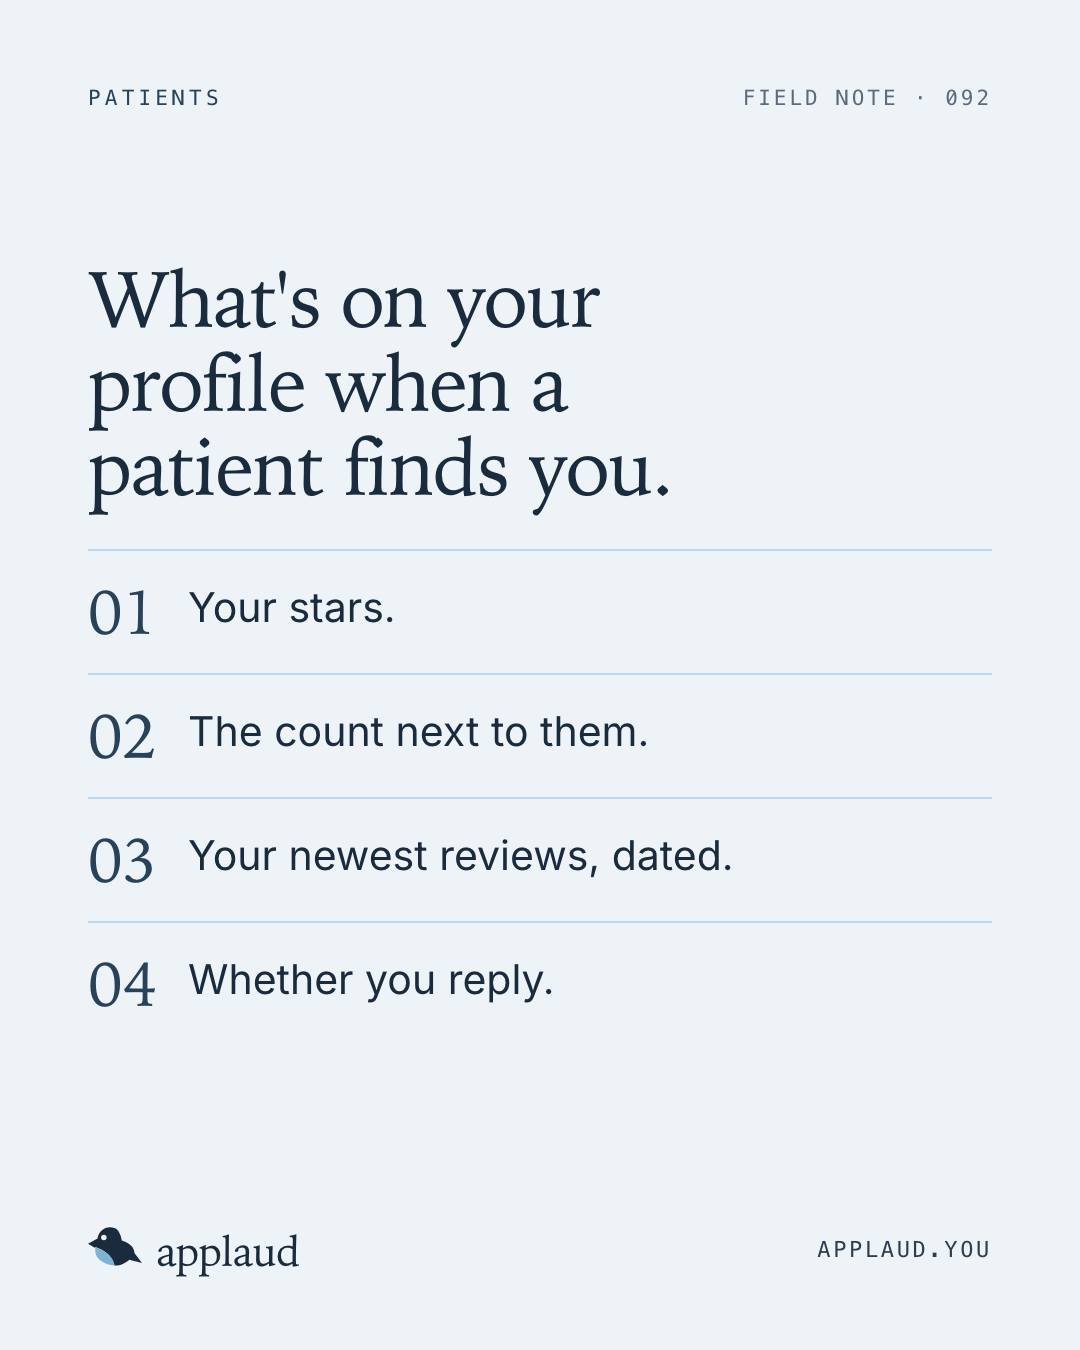 PATIENTS
FIELD NOTE · 092
What's on your
profile when a
patient finds you.
01 Your stars.
02 The count next to them.
03 Your newest reviews, dated.
04 Whether you reply.
applaud
APPLAUD.YOU